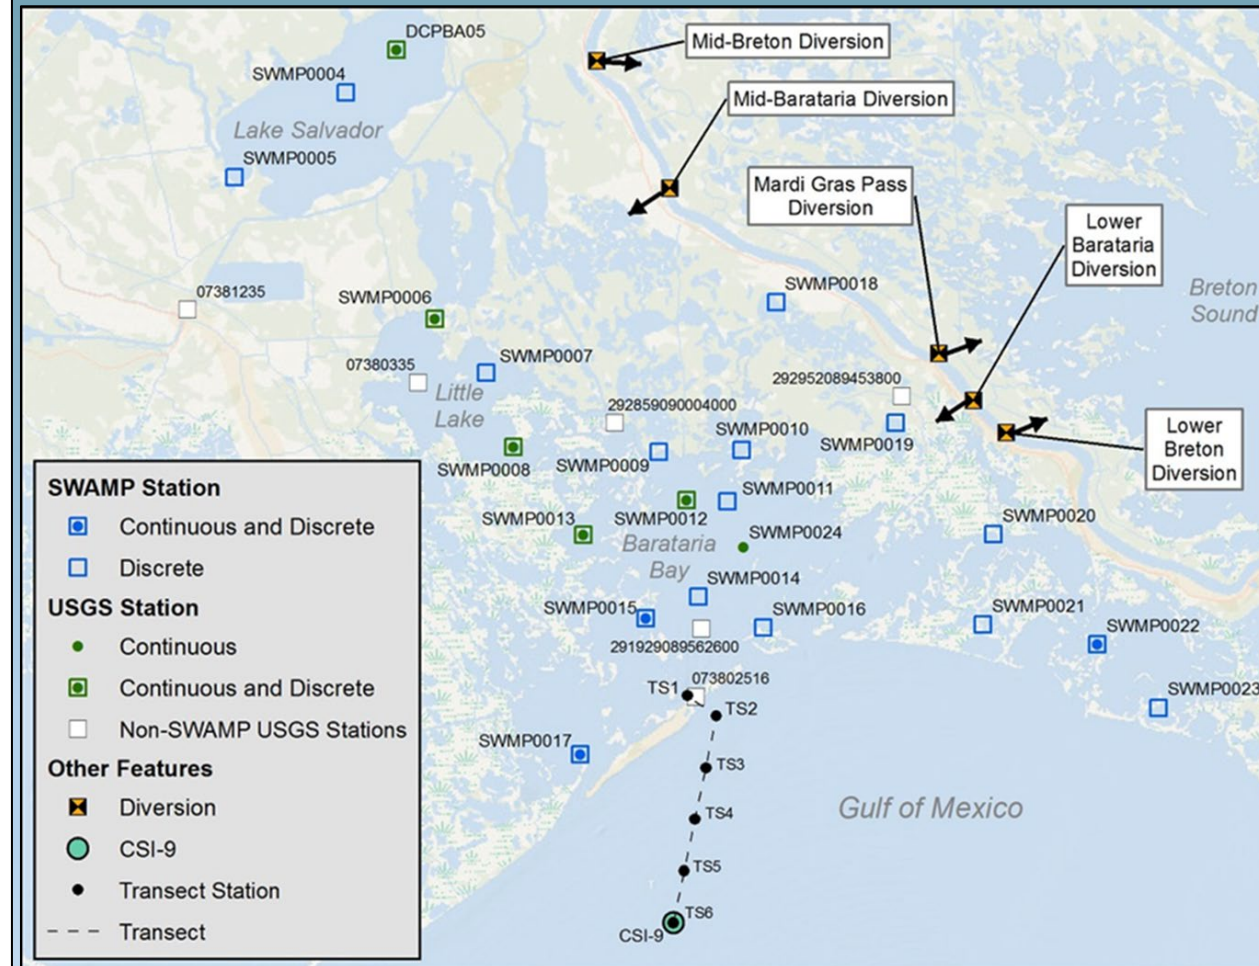 DCPBA05
Mid-Breton Diversion
SWMP0004
Mid-Barataria Diversion
Lake Salvador
SWMP0005
Mardi Gras Pass
Diversion
Lower
Barataria
Diversion
07381235
SWMP0006
SWMP0018
Breton
Sound
07380335
SWMP0007
292952089453800
Little
Lake
292859090004000
SWMP0010
SWMP0019
Lower
Breton
Diversion
SWMP0008
SWMP0009
SWMP0011
SWMP0013
SWMP0012
SWMP0020
Barataria
Bay
SWMP0024
SWMP0014
SWMP0015
SWMP0016
SWMP0021
SWMP0022
291929089562600
073802516
TS1
TS2
SWMP0023
SWMP0017
TS3
TS4
Gulf of Mexico
TS5
TS6
CSI-9
SWAMP Station
Continuous and Discrete
Discrete
USGS Station
Continuous
Continuous and Discrete
Non-SWAMP USGS Stations
Other Features
Diversion
CSI-9
Transect Station
Transect